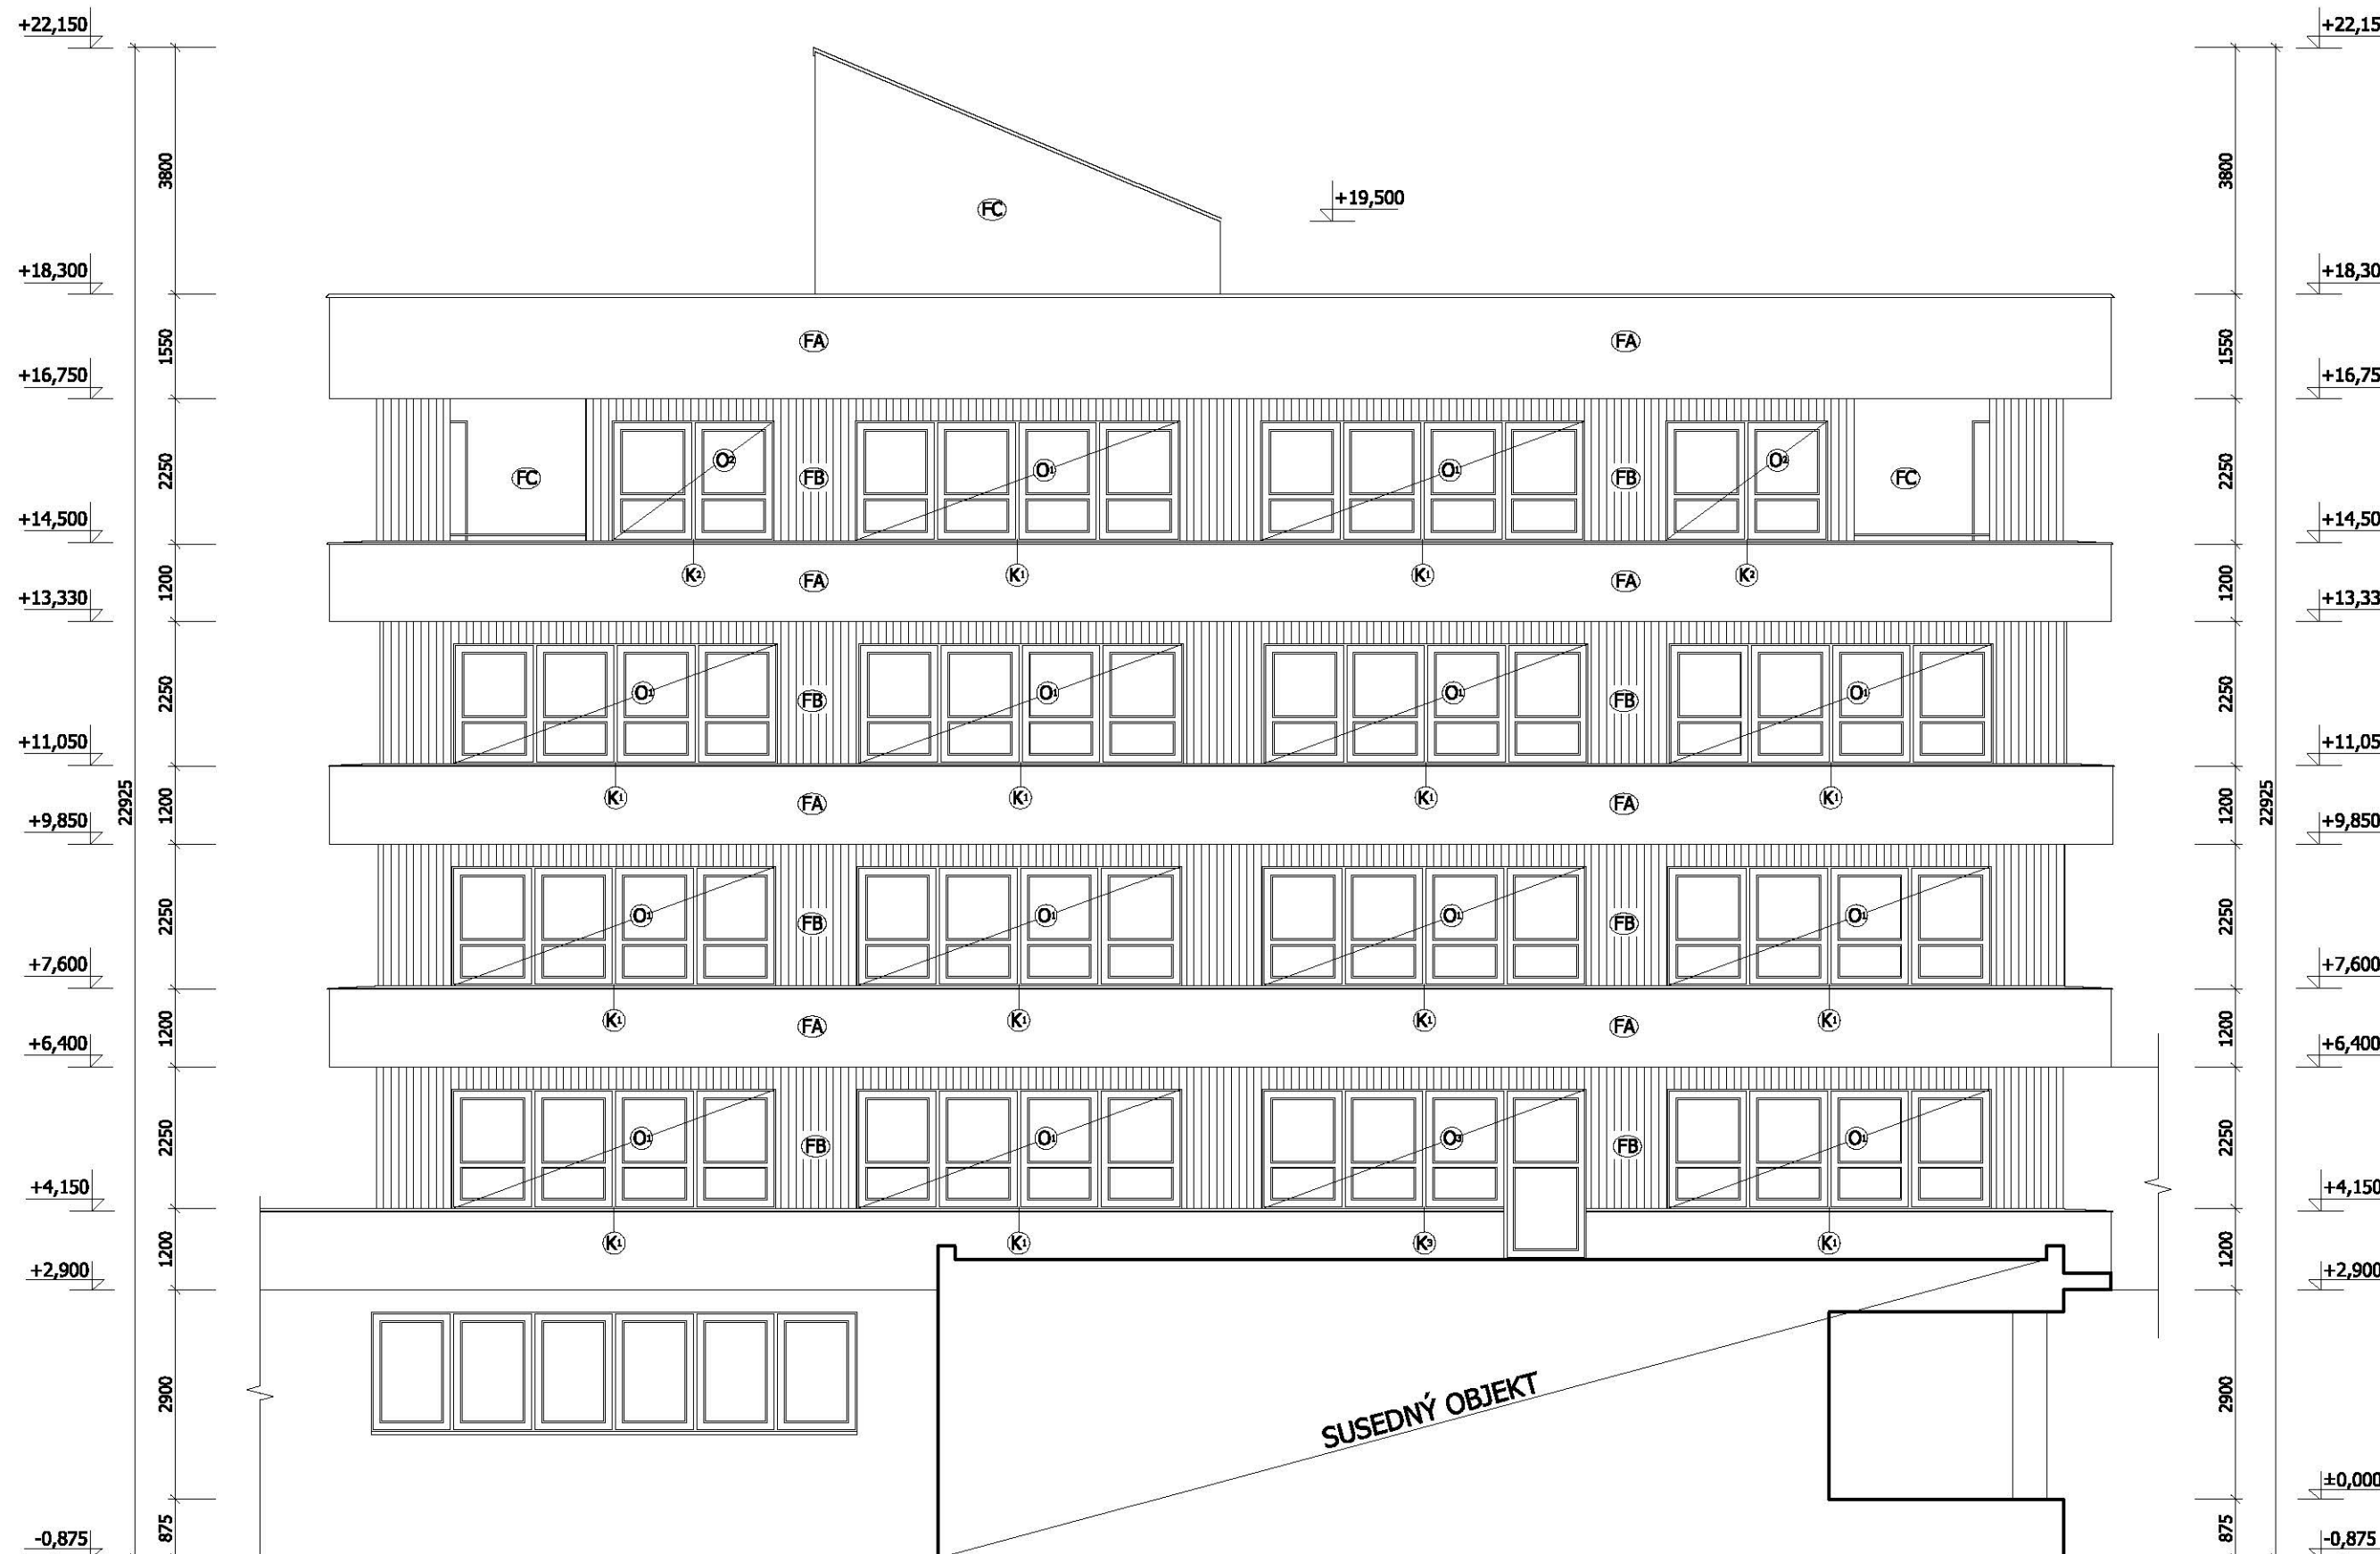 +22,150
+22,15
3800
3800
FC
+19,500
+18,300
+18,30
1550
FA
FA
1550
+16,750
+16,75
2250
FC
O2
FB
O1
O1
FB
O2
FC
2250
+14,500
+14,50
1200
K2
FA
K1
K1
FA
K2
1200
+13,330
+13,33
2250
O1
FB
O1
O1
FB
O1
2250
+11,050
+11,05
22925
1200
K1
FA
K1
K1
FA
K1
1200
22925
+9,850
+9,850
2250
O1
FB
O1
O1
FB
O1
2250
+7,600
+7,600
1200
K1
FA
K1
K1
FA
K1
1200
+6,400
+6,400
2250
O1
FB
O1
O3
FB
O1
2250
+4,150
+4,150
1200
K1
K1
K3
K1
1200
+2,900
+2,900
2900
SUSEDNÝ OBJEKT
2900
±0,000
875
875
-0,875
-0,875